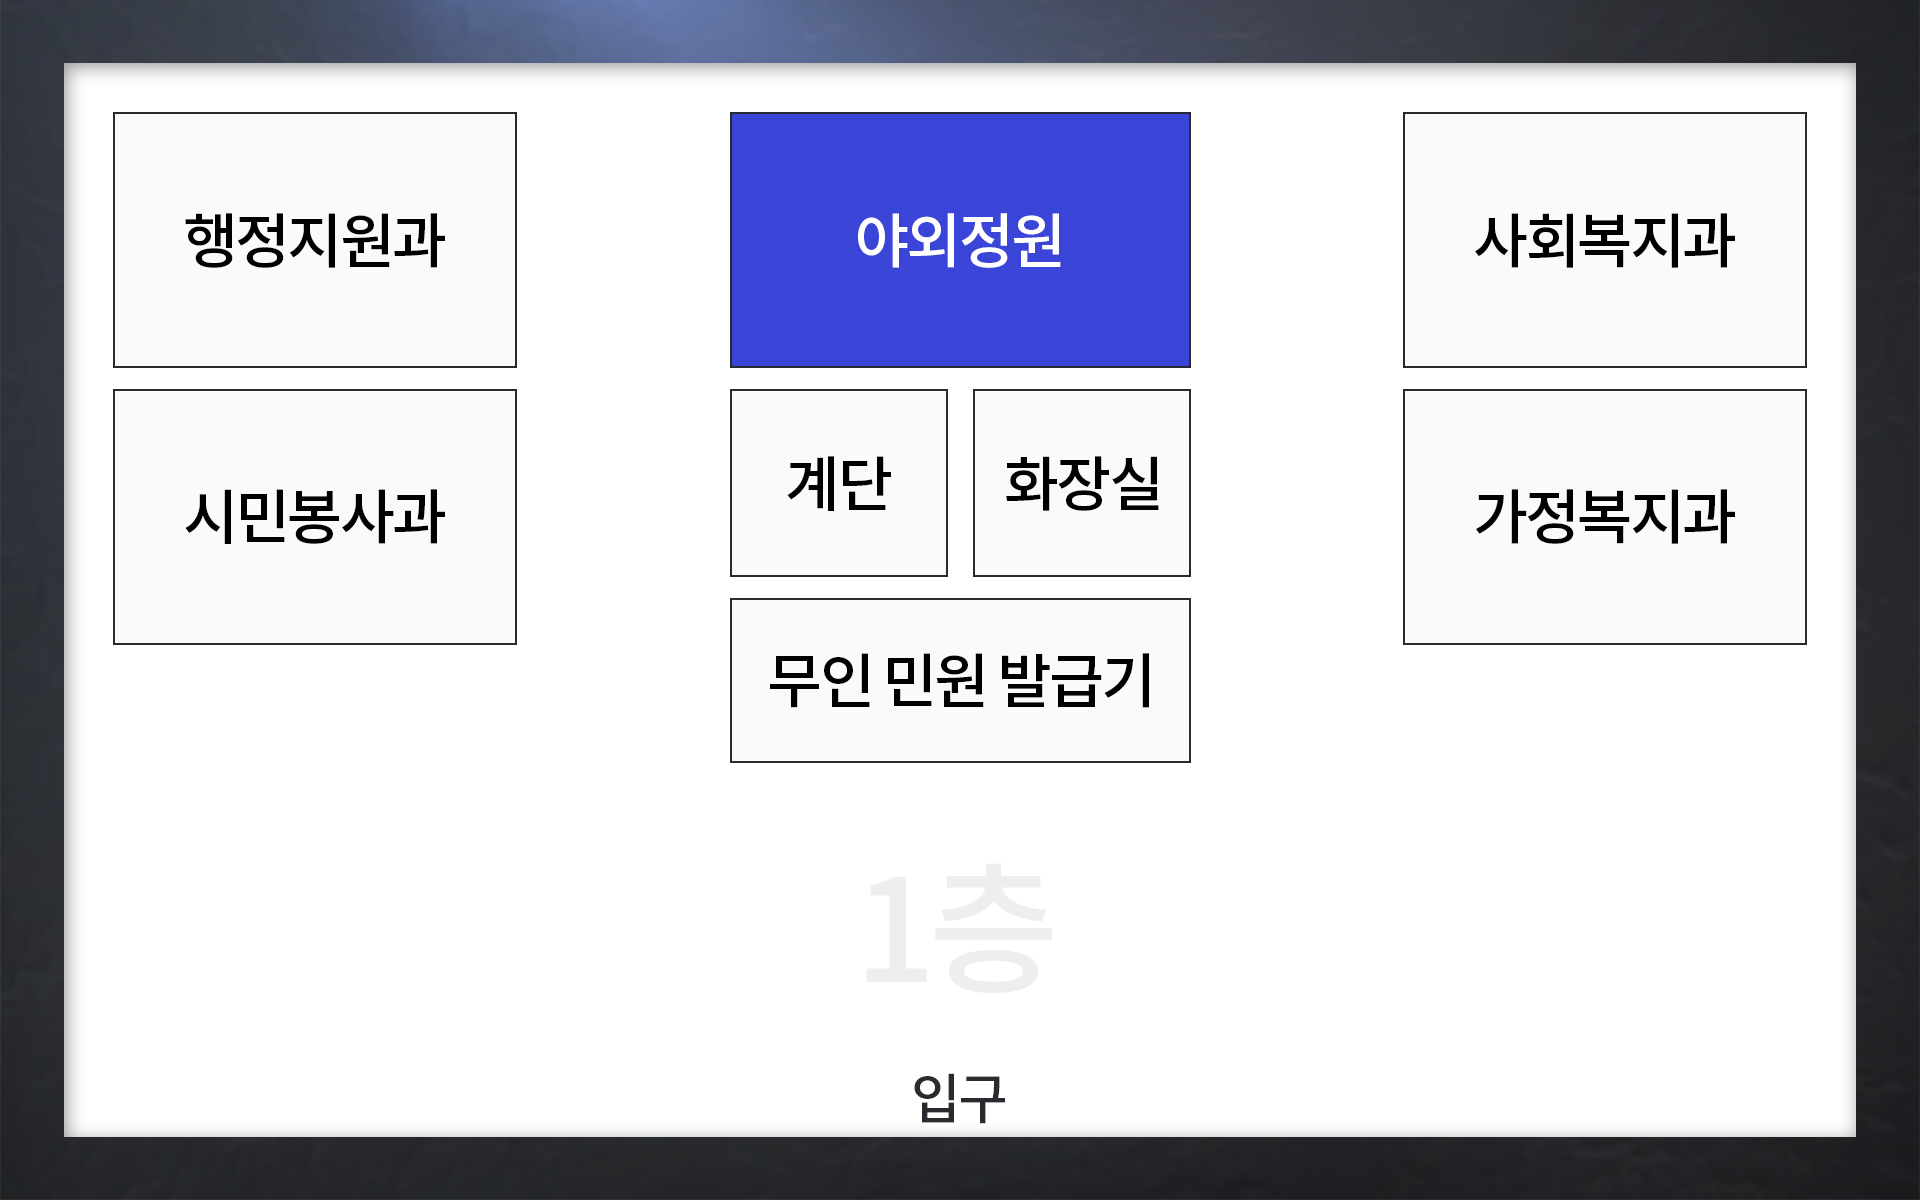 행정지원과
야외정원
사회복지과
시민봉사과
계단
화장실
가정복지과
무인 민원 발급기
1층
입구